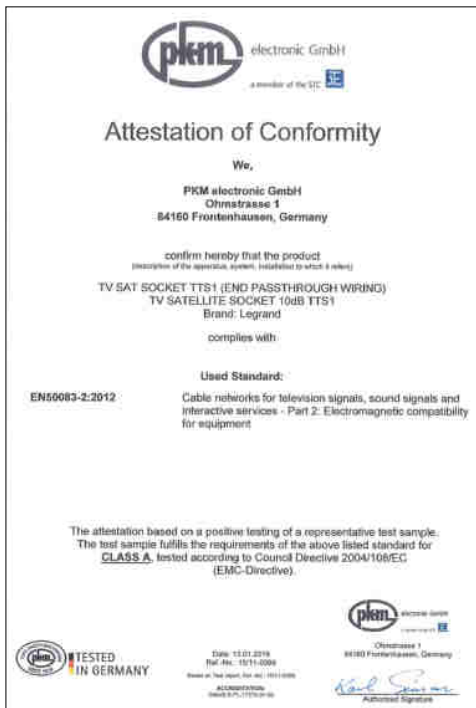 pkm electronic GmbH
a member of the STC
Attestation of Conformity
We,
PKM electronic GmbH
Ohmstrasse 1
84160 Frontenhausen, Germany
confirm hereby that the product
(description of the apparatus, system, installation to which it refers)
TV SAT SOCKET TTS1 (END PASSTHROUGH WIRING)
TV SATELLITE SOCKET 10dB TTS1
Brand: Legrand
complies with
Used Standard:
EN50083-2:2012 Cable networks for television signals, sound signals and
interactive services - Part 2: Electromagnetic compatibility
for equipment
The attestation based on a positive testing of a representative test sample.
The test sample fulfills the requirements of the above listed standard for
CLASS A, tested according to Council Directive 2004/108/EC
(EMC-Directive).
pkm electronic GmbH
Ohmstrasse 1
84160 Frontenhausen, Germany
pkm
TESTED
IN GERMANY
Ref.-No.:
ACCREDITATION:
Authorised Signature